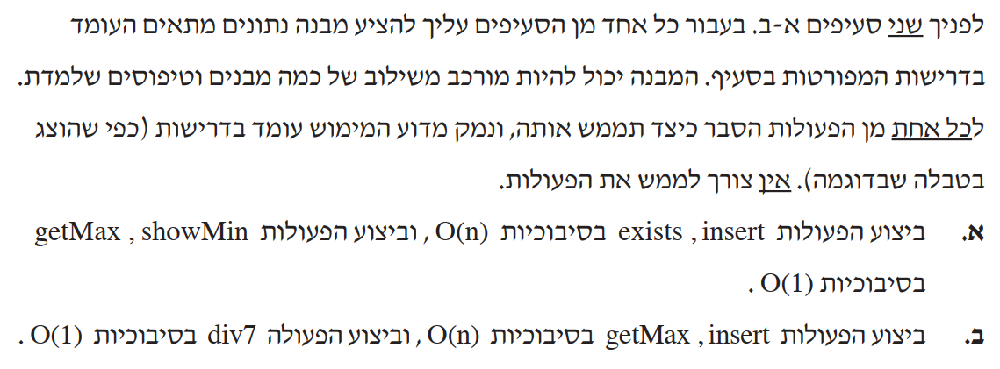 לפניך שני סעיפים א-ב. בעבור כל אחד מן הסעיפים עליך להציע מבנה נתונים מתאים העומד
בדרישות המפורטות בסעיף. המבנה יכול להיות מורכב משילוב של כמה מבנים וטיפוסים שלמדת.
לכל אחת מן הפעולות הסבר כיצד תממש אותה, ונמק מדוע המימוש עומד בדרישות (כפי שהוצג
בטבלה שבדוגמה). אין צורך לממש את הפעולות.
א. ביצוע הפעולות insert , exists בסיבוכיות O(n) , וביצוע הפעולות getMax , showMin
בסיבוכיות O(1) .
ב. ביצוע הפעולות insert , getMax בסיבוכיות O(n) , וביצוע הפעולה div7 בסיבוכיות O(1) .